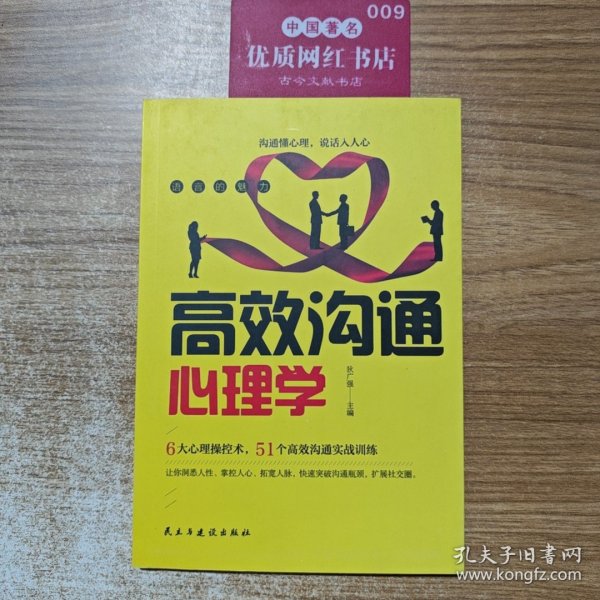 009
中国著名
优质网红书店
古今文献书店
沟通懂心理，说话入人心
语言的魅力
高效沟通
心理学
狄广强——主编
6大心理操控术，51个高效沟通实战训练
让你洞悉人性、掌控人心、拓宽人脉，快速突破沟通瓶颈，扩展社交圈。
民主与建设出版社
孔夫子旧书网
www.kongfz.com